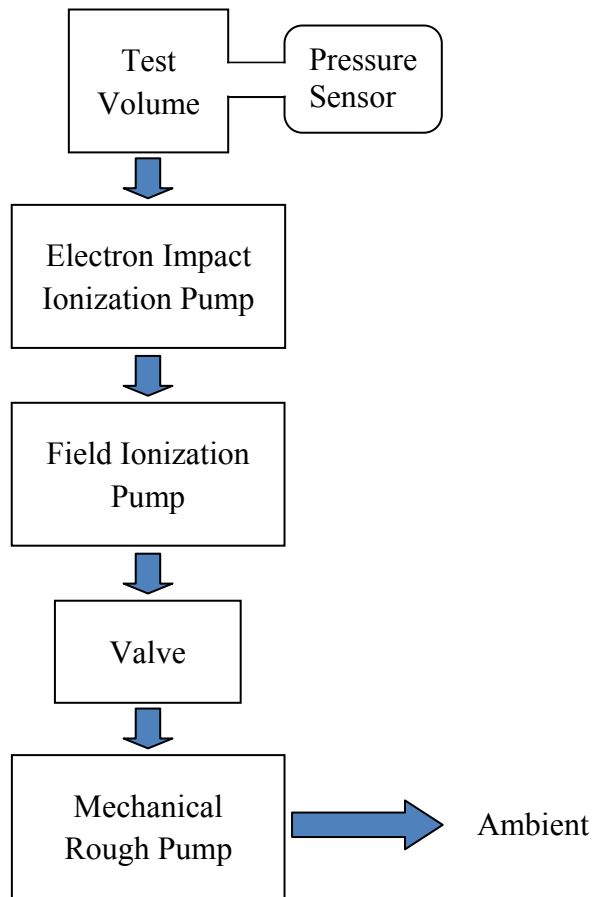 Test
Volume
Pressure
Sensor
Electron Impact
Ionization Pump
Field Ionization
Pump
Valve
Mechanical
Rough Pump
Ambient